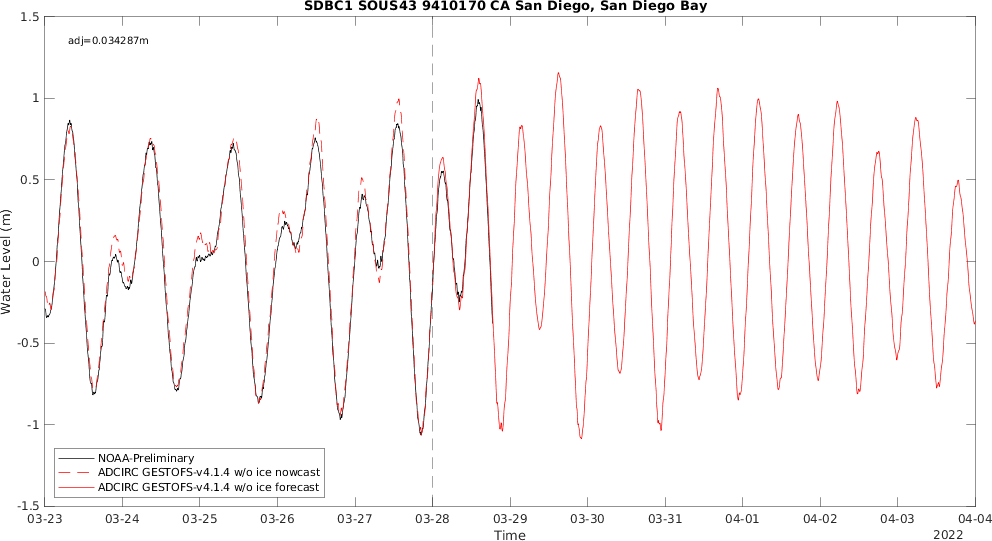 SDBC1 SOUS43 9410170 CA San Diego, San Diego Bay
adj=0.034287m
1.5
1
0.5
0
-0.5
-1
-1.5
Water Level (m)
NOAA-Preliminary
ADCIRC GESTOFS-v4.1.4 w/o ice nowcast
ADCIRC GESTOFS-v4.1.4 w/o ice forecast
03-23 03-24 03-25 03-26 03-27 03-28 03-29 03-30 03-31 04-01 04-02 04-03 04-04
Time
2022